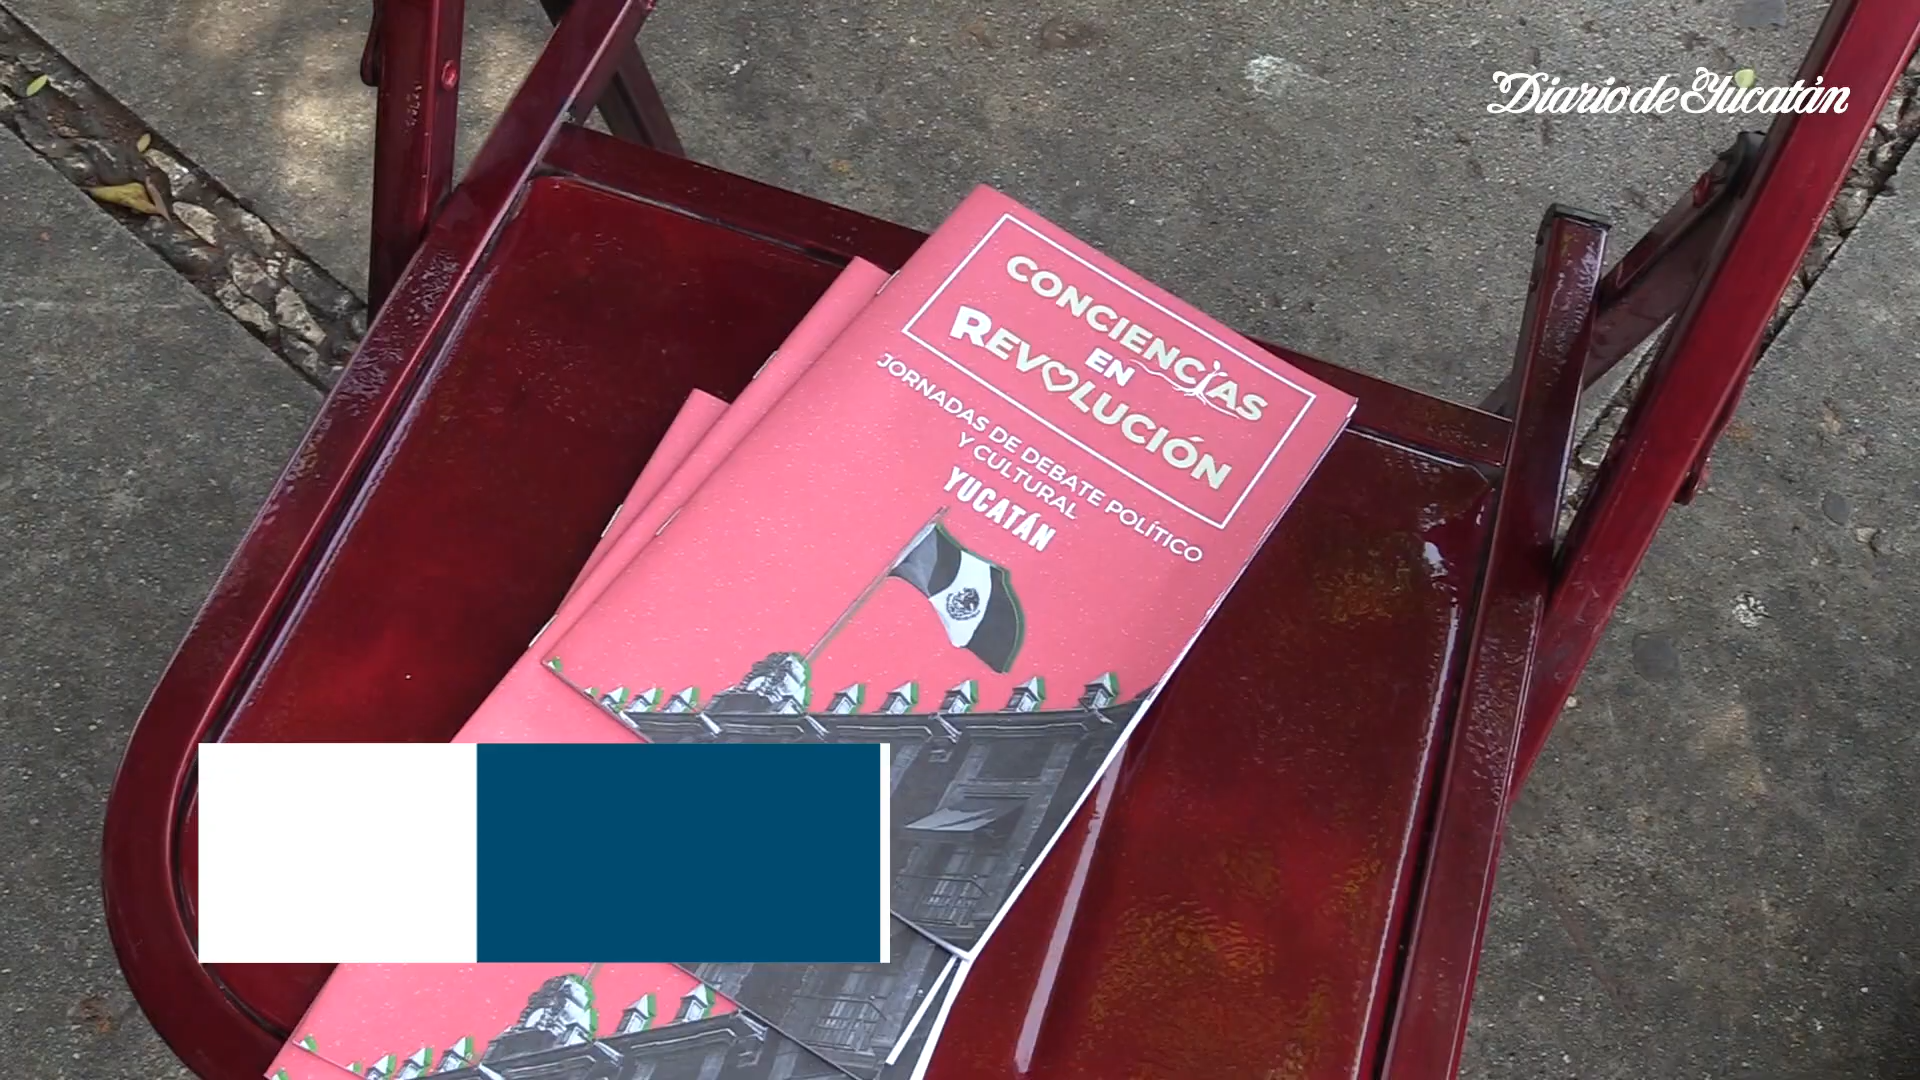 Diario de Yucatán
CONCIENCIAS
EN
REVOLUCIÓN
JORNADAS DE DEBATE POLÍTICO
Y CULTURAL
YUCATÁN